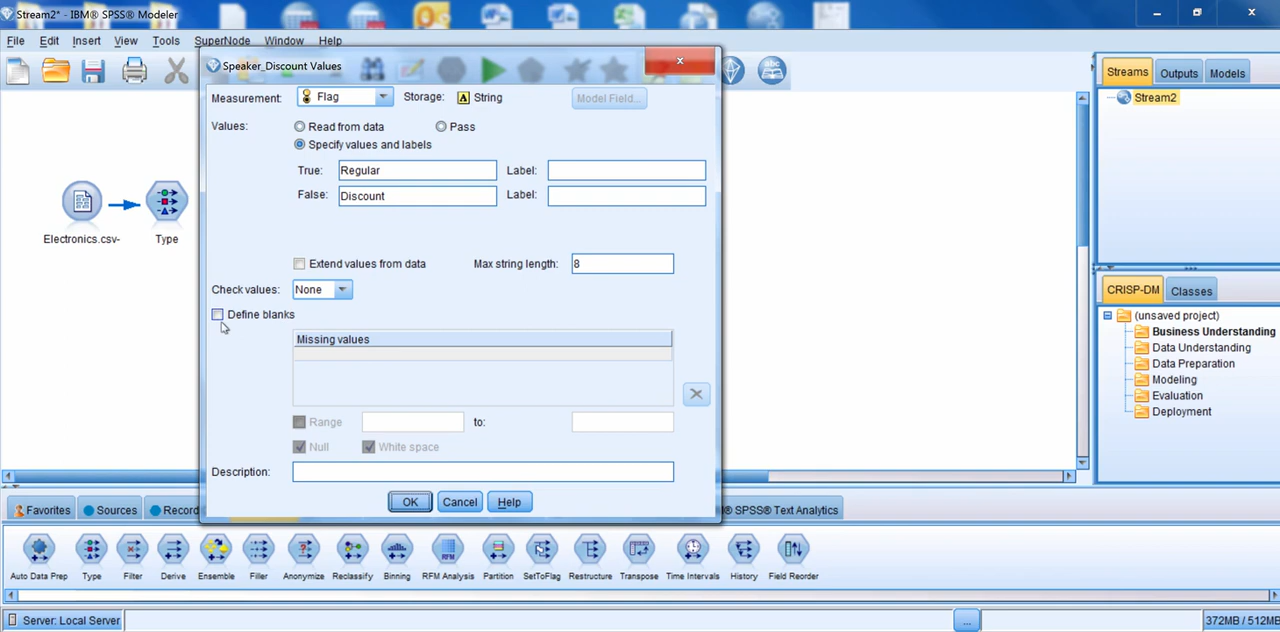 Stream2* - IBM® SPSS® Modeler
File Edit Insert View Tools SuperNode Window Help
Speaker_Discount Values
Measurement: Flag Storage: A String Model Field...
Values: Read from data Pass
Specify values and labels
True: Regular Label:
False: Discount Label:
Extend values from data Max string length: 8
Check values: None
Define blanks
Missing values
Range to:
Null White space
Description:
OK Cancel Help
Electronics.csv- Type
abc
Streams Outputs Models
Stream2
CRISP-DM Classes
(unsaved project)
Business Understanding
Data Understanding
Data Preparation
Modeling
Evaluation
Deployment
Favorites Sources Record SPSS® Text Analytics
RFM
Auto Data Prep Type Filter Derive Ensemble Filler Anonymize Reclassify Binning RFM Analysis Partition SetToFlag Restructure Transpose Time Intervals History Field Reorder
Server: Local Server ... 372MB / 512MB